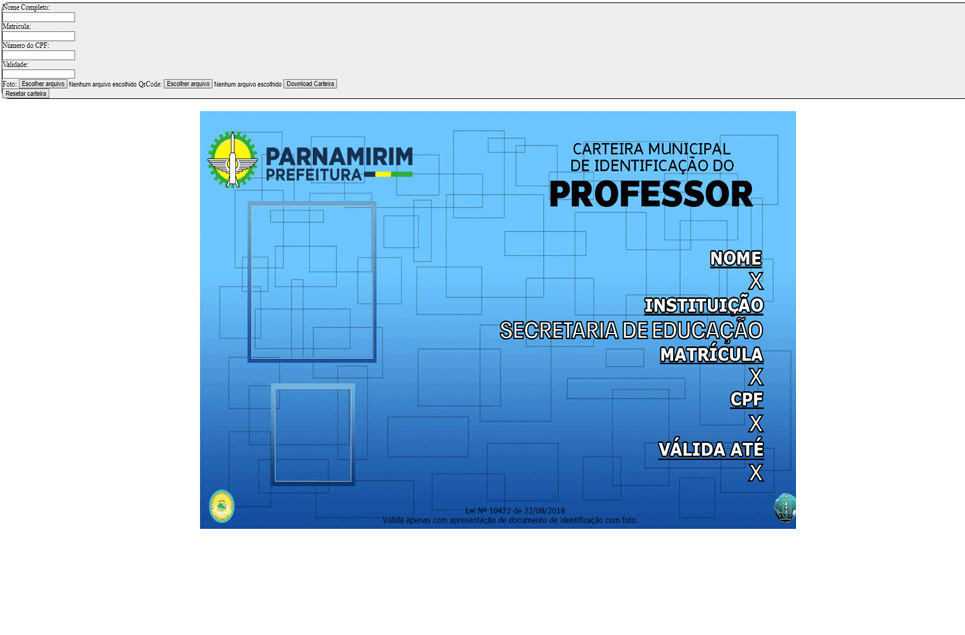 Nome Completo:
Matricula:
Número do CPF:
Validade:
Foto: Escolher arquivo Nenhum arquivo escolhido QrCode: Escolher arquivo Nenhum arquivo escolhido Download Carteira
Resetar carteira
PARNAMIRIM
PREFEITURA
CARTEIRA MUNICIPAL
DE IDENTIFICAÇÃO DO
PROFESSOR
NOME
X
INSTITUIÇÃO
SECRETARIA DE EDUCAÇÃO
MATRÍCULA
X
CPF
X
VÁLIDA ATÉ
X
Lei Nº 10422 de 22/08/2018
Válida apenas com apresentação de documento de identificação com foto.